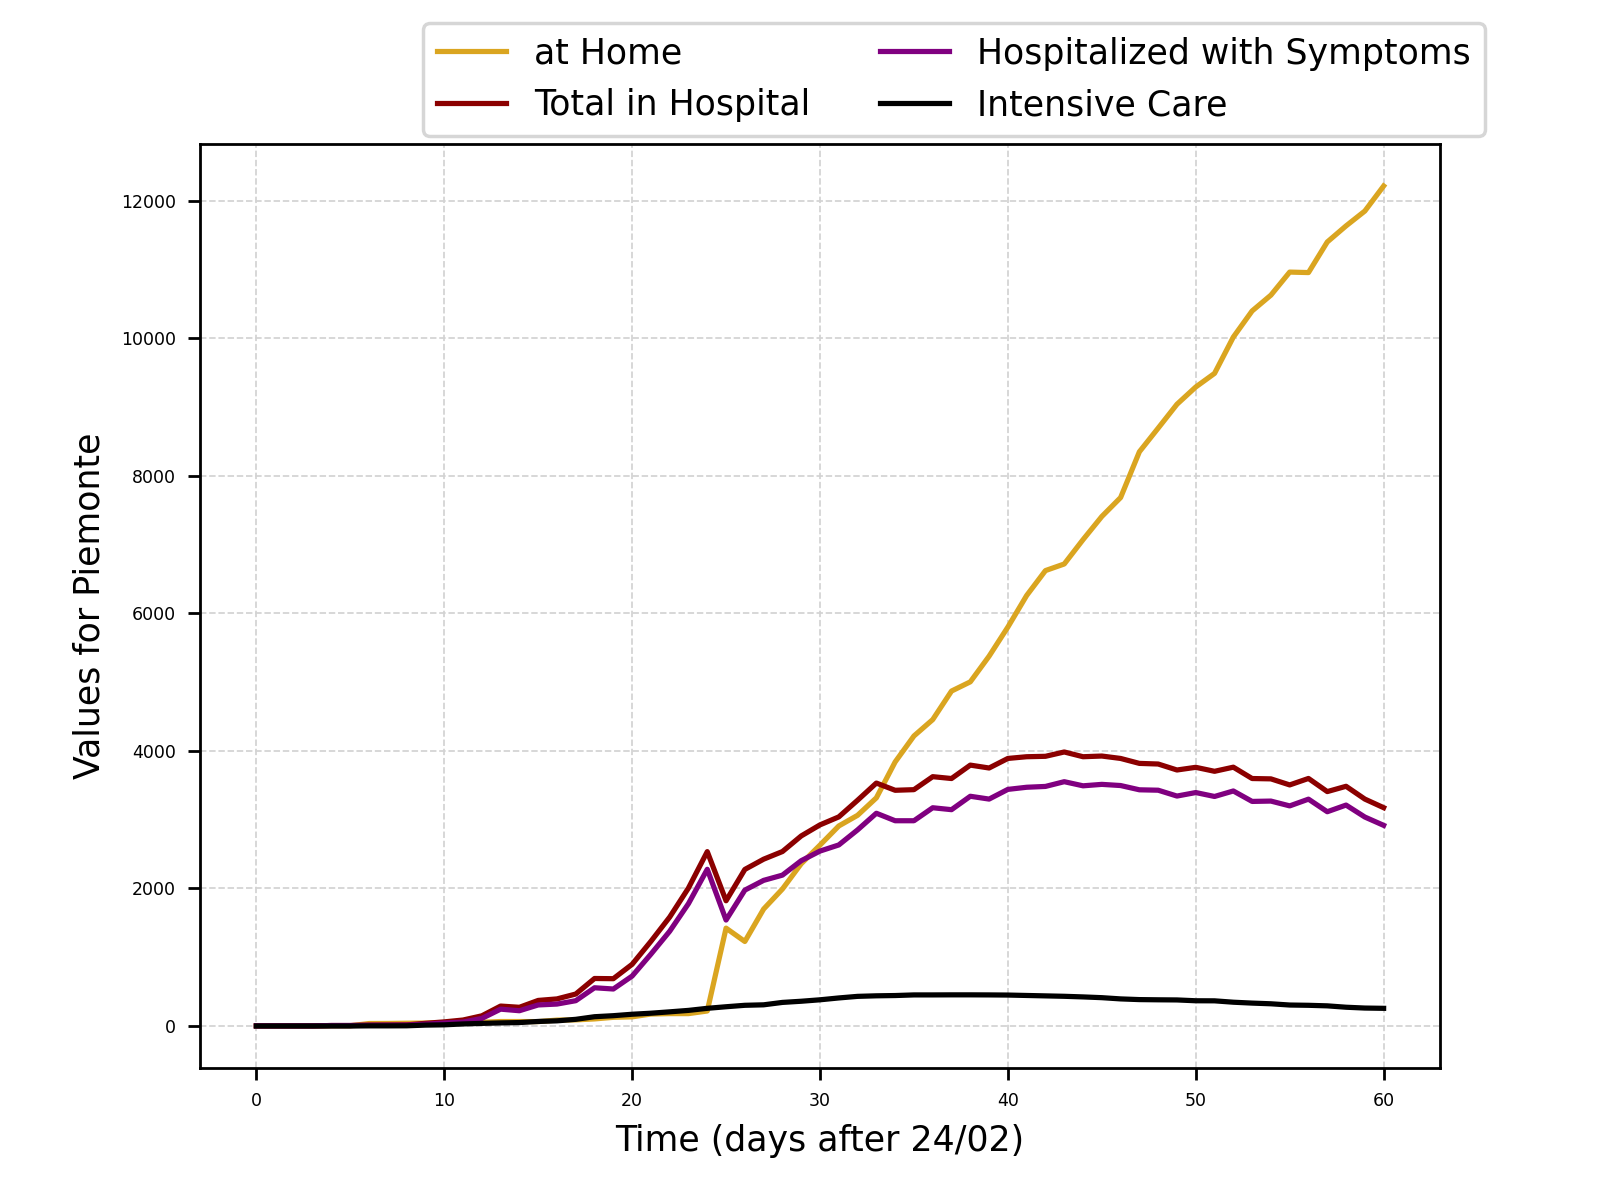 at Home
Total in Hospital
Hospitalized with Symptoms
Intensive Care
Values for Piemonte
12000
10000
8000
6000
4000
2000
0
0 10 20 30 40 50 60
Time (days after 24/02)